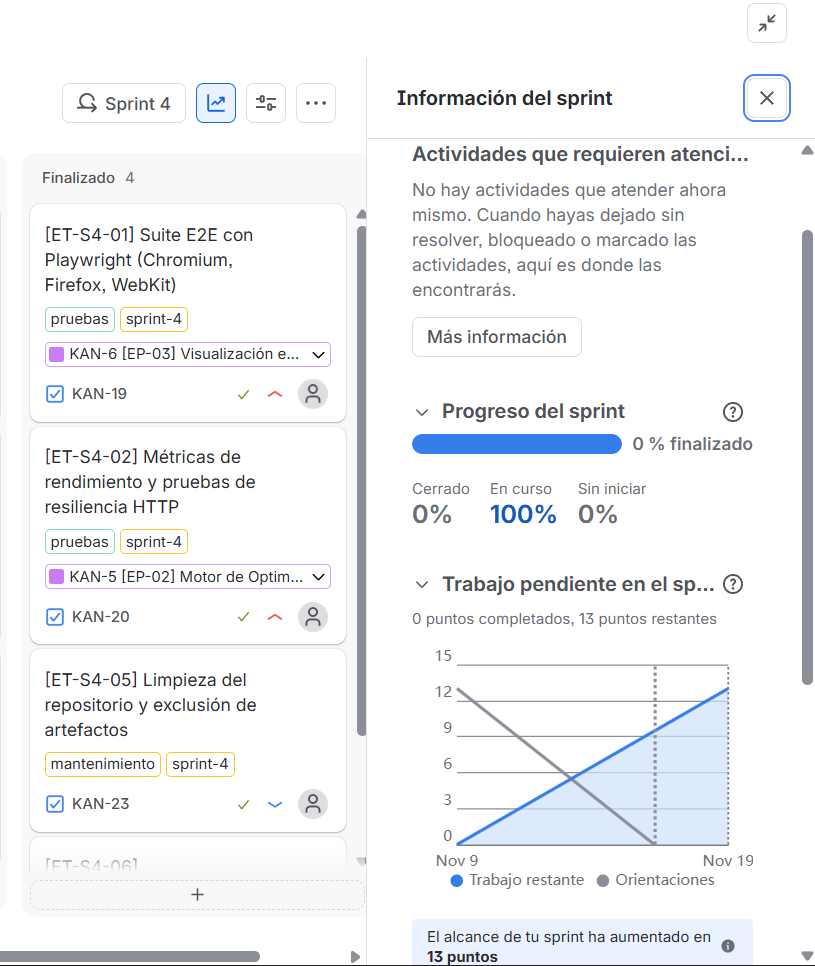 Sprint 4
Finalizado 4
[ET-S4-01] Suite E2E con
Playwright (Chromium,
Firefox, WebKit)
pruebas sprint-4
KAN-6 [EP-03] Visualización e...
KAN-19
[ET-S4-02] Métricas de
rendimiento y pruebas de
resiliencia HTTP
pruebas sprint-4
KAN-5 [EP-02] Motor de Optim...
KAN-20
[ET-S4-05] Limpieza del
repositorio y exclusión de
artefactos
mantenimiento sprint-4
KAN-23
[ET-S4-06]
Información del sprint
Actividades que requieren atenci...
No hay actividades que atender ahora
mismo. Cuando hayas dejado sin
resolver, bloqueado o marcado las
actividades, aquí es donde las
encontrarás.
Más información
Progreso del sprint
0 % finalizado
Cerrado En curso Sin iniciar
0% 100% 0%
Trabajo pendiente en el sp...
0 puntos completados, 13 puntos restantes
15
12
9
6
3
0
Nov 9 Nov 19
Trabajo restante Orientaciones
El alcance de tu sprint ha aumentado en
13 puntos